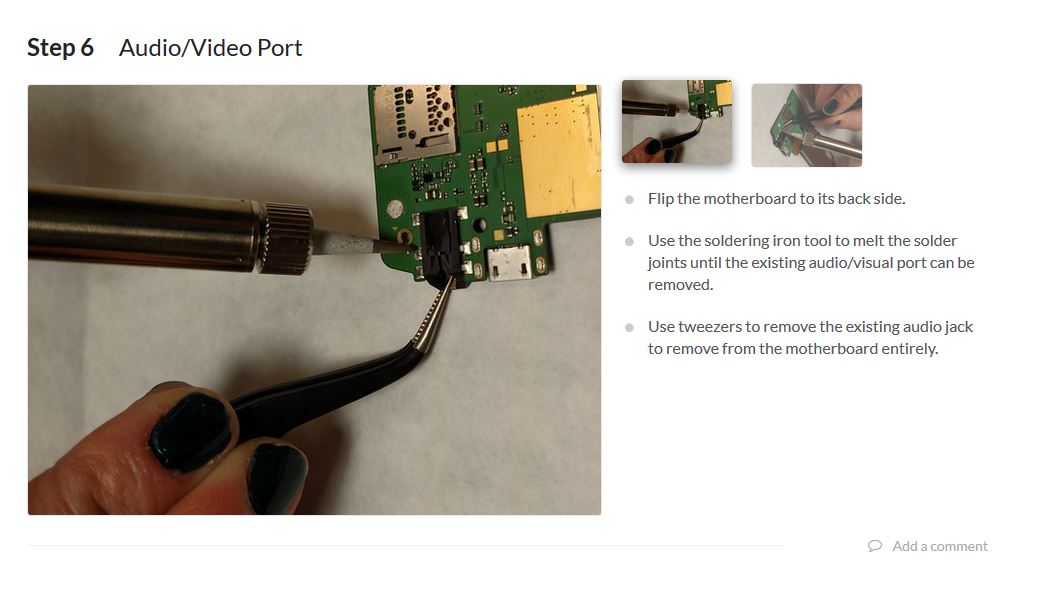 Step 6 Audio/Video Port
Flip the motherboard to its back side.
Use the soldering iron tool to melt the solder
joints until the existing audio/visual port can be
removed.
Use tweezers to remove the existing audio jack
to remove from the motherboard entirely.
Add a comment